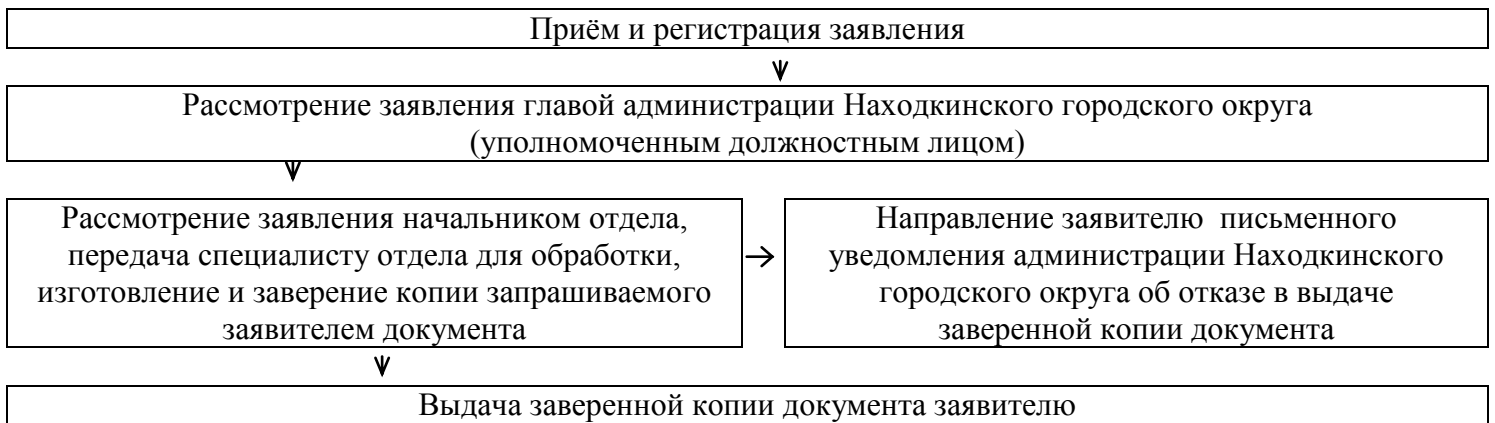 Приём и регистрация заявления
Рассмотрение заявления главой администрации Находкинского городского округа
(уполномоченным должностным лицом)
Рассмотрение заявления начальником отдела,
передача специалисту отдела для обработки,
изготовление и заверение копии запрашиваемого
заявителем документа
Направление заявителю письменного
уведомления администрации Находкинского
городского округа об отказе в выдаче
заверенной копии документа
Выдача заверенной копии документа заявителю